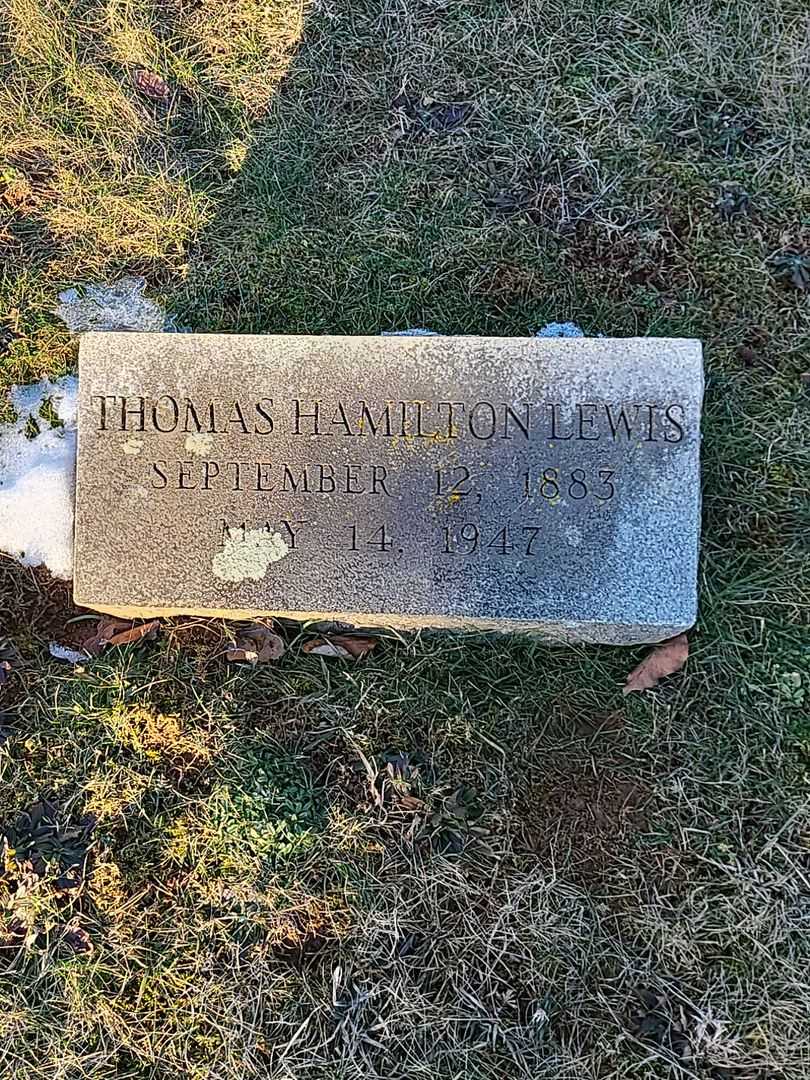 THOMAS HAMILTON LEWIS
SEPTEMBER 12, 1883
MAY 14, 1947